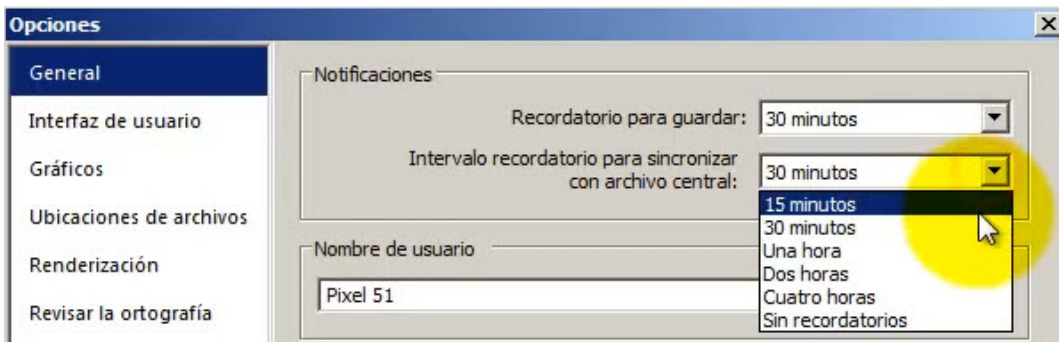 Opciones
General
Interfaz de usuario
Gráficos
Ubicaciones de archivos
Renderización
Revisar la ortografía
Notificaciones
Recordatorio para guardar: 30 minutos
Intervalo recordatorio para sincronizar
con archivo central: 30 minutos
15 minutos
30 minutos
Una hora
Dos horas
Cuatro horas
Sin recordatorios
Nombre de usuario
Pixel 51